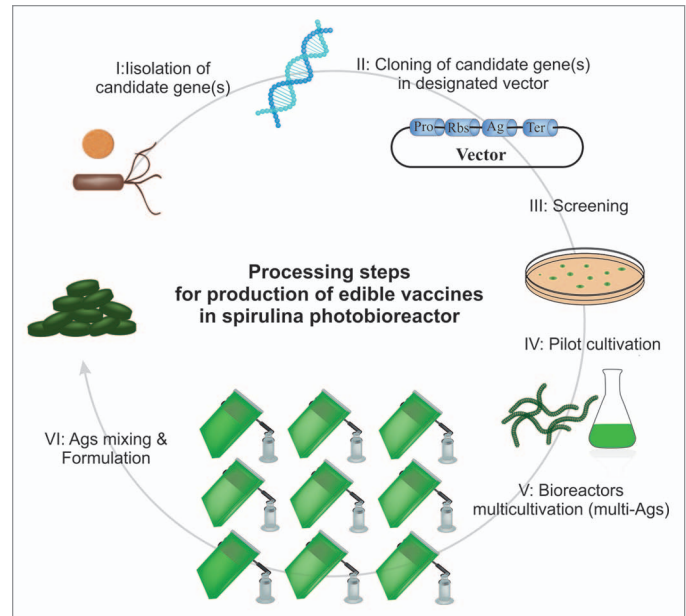 I:Iisolation of
candidate gene(s)
II: Cloning of candidate gene(s)
in designated vector
Pro Rbs Ag Ter
Vector
III: Screening
Processing steps
for production of edible vaccines
in spirulina photobioreactor
IV: Pilot cultivation
V: Bioreactors
multicultivation (multi-Ags)
VI: Ags mixing &
Formulation